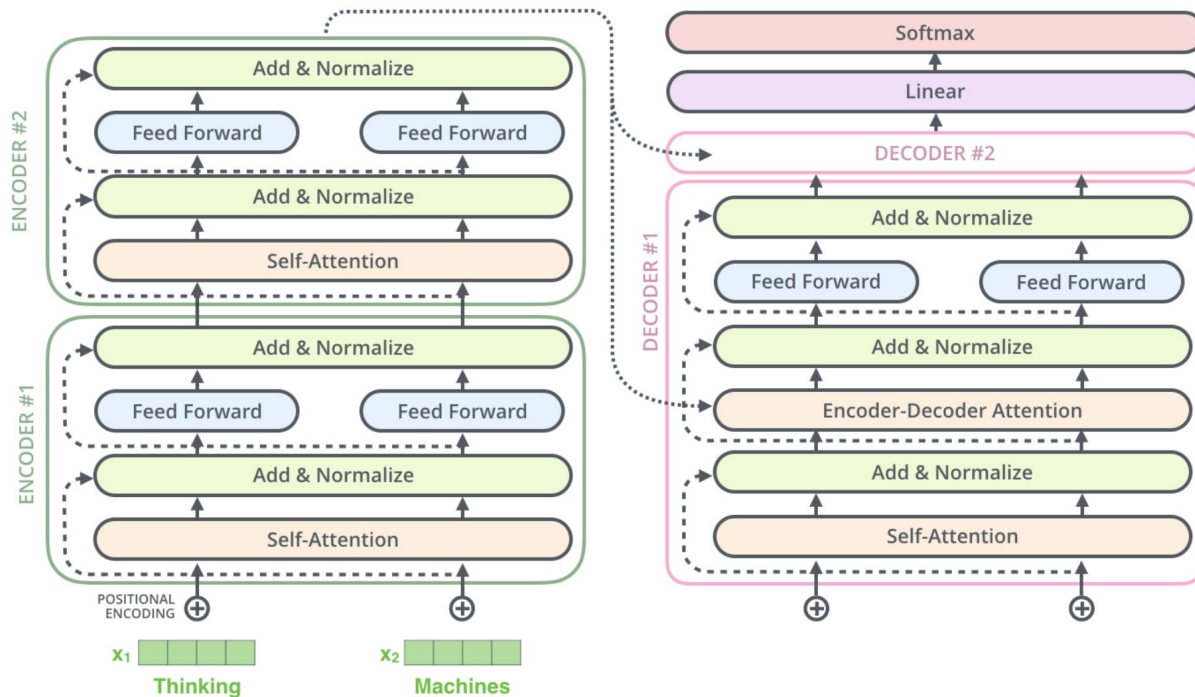 ENCODER #2
Add & Normalize
Feed Forward
Feed Forward
Add & Normalize
Self-Attention
ENCODER #1
Add & Normalize
Feed Forward
Feed Forward
Add & Normalize
Self-Attention
POSITIONAL
ENCODING
x₁
x₂
Thinking
Machines
Softmax
Linear
DECODER #2
DECODER #1
Add & Normalize
Feed Forward
Feed Forward
Add & Normalize
Encoder-Decoder Attention
Add & Normalize
Self-Attention